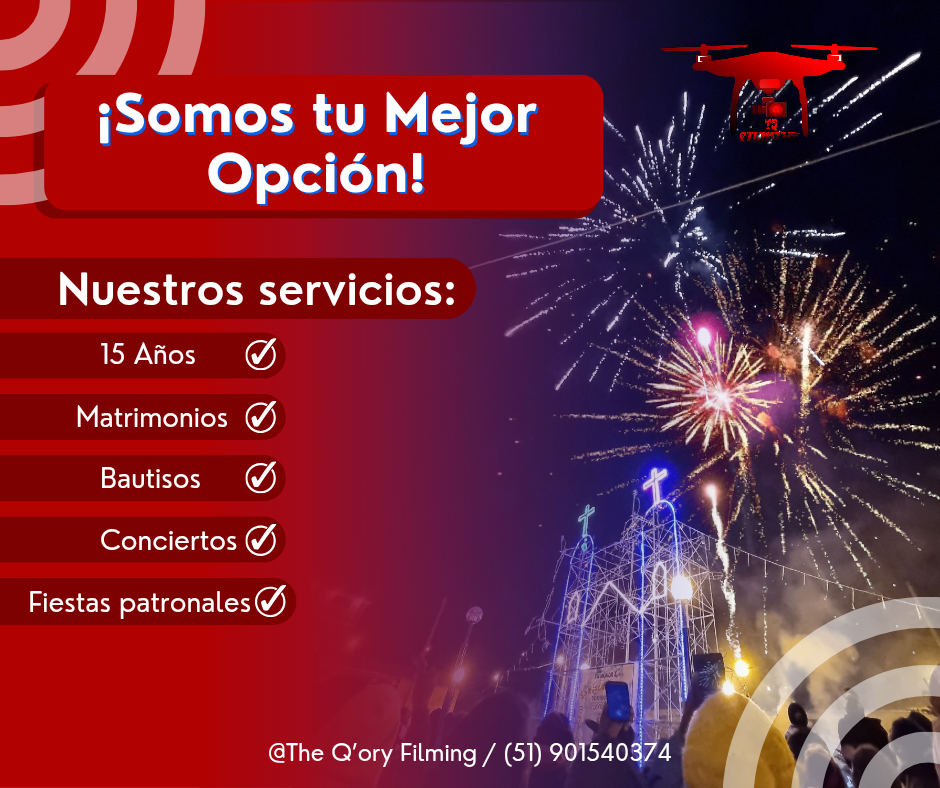 ¡Somos tu Mejor
Opción!
Nuestros servicios:
15 Años
Matrimonios
Bautisos
Conciertos
Fiestas patronales
@The Q'ory Filming / (51) 901540374